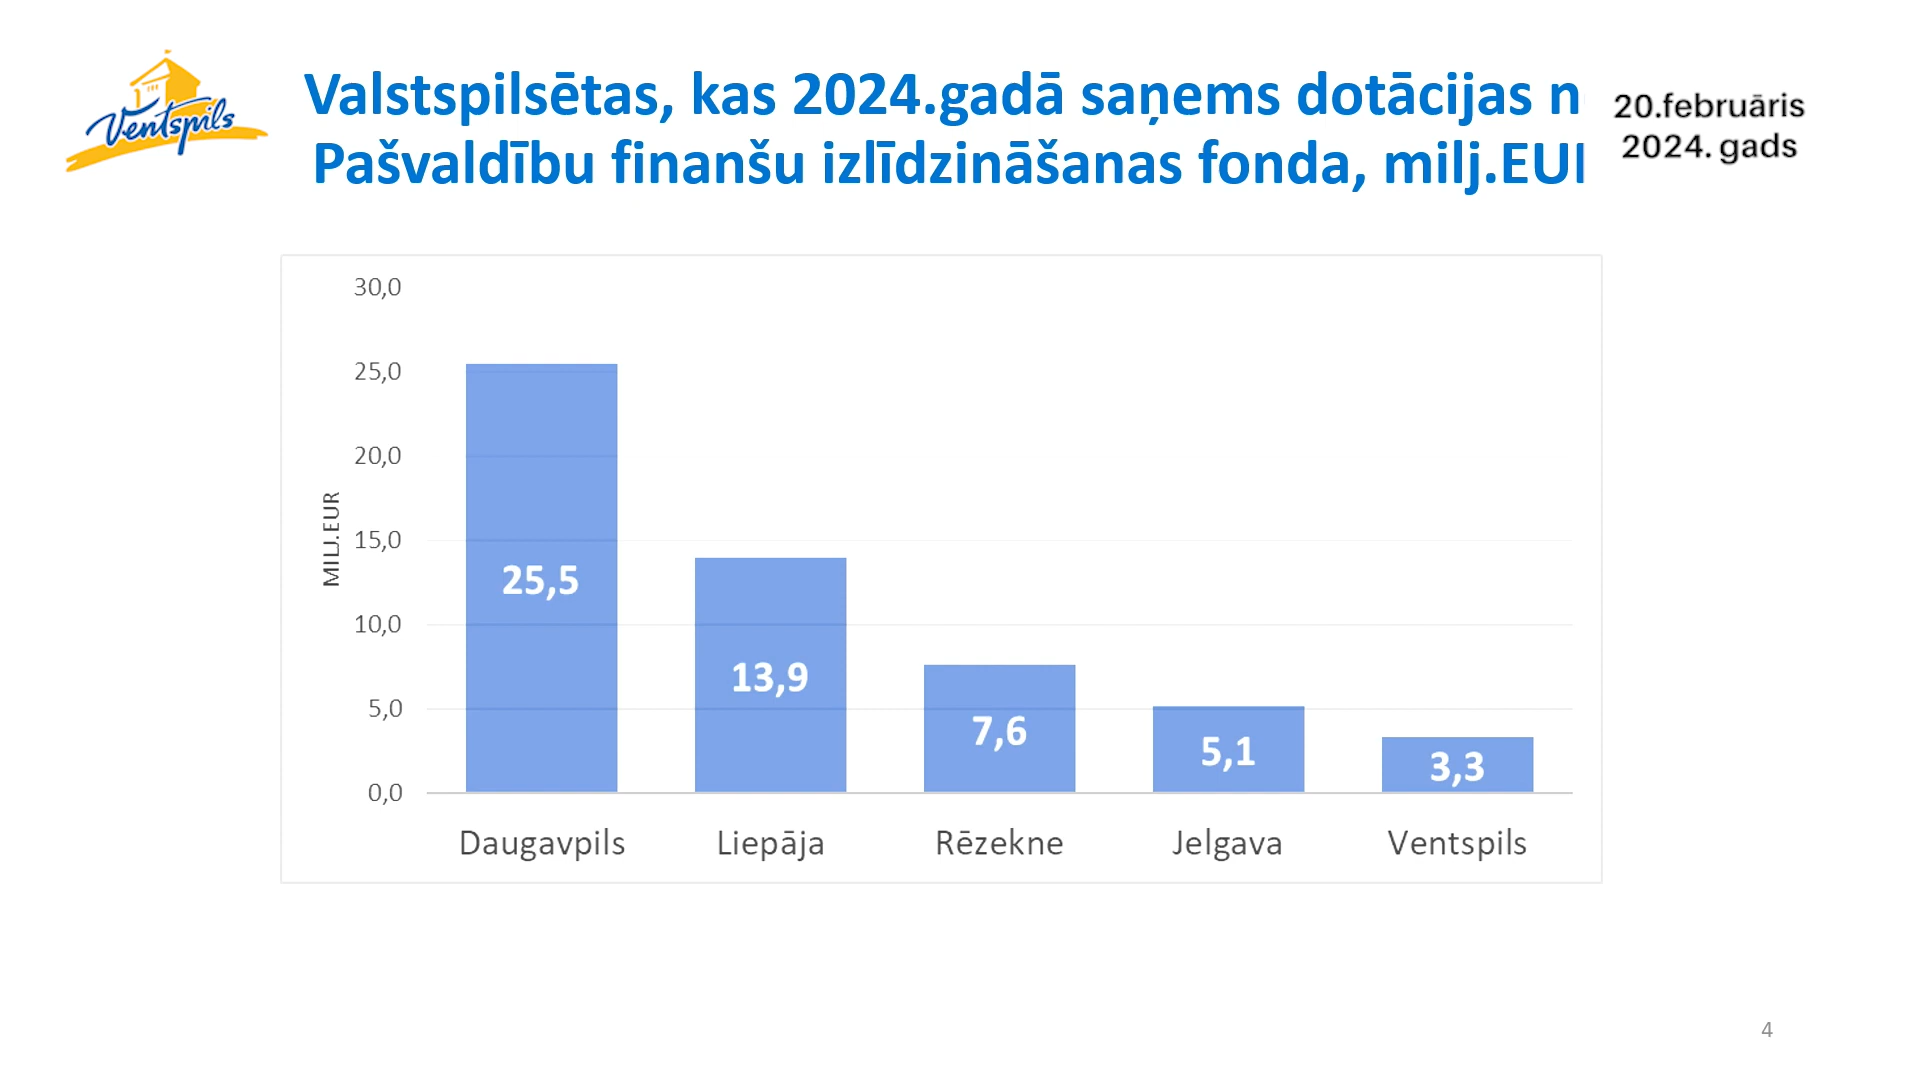 Ventspils
Valstspilsētas, kas 2024.gadā saņems dotācijas n
Pašvaldību finanšu izlīdzināšanas fonda, milj.EU
20.februāris
2024. gads
30,0
25,0
20,0
15,0
10,0
5,0
0,0
MILJ.EUR
25,5
13,9
7,6
5,1
3,3
Daugavpils
Liepāja
Rēzekne
Jelgava
Ventspils
4